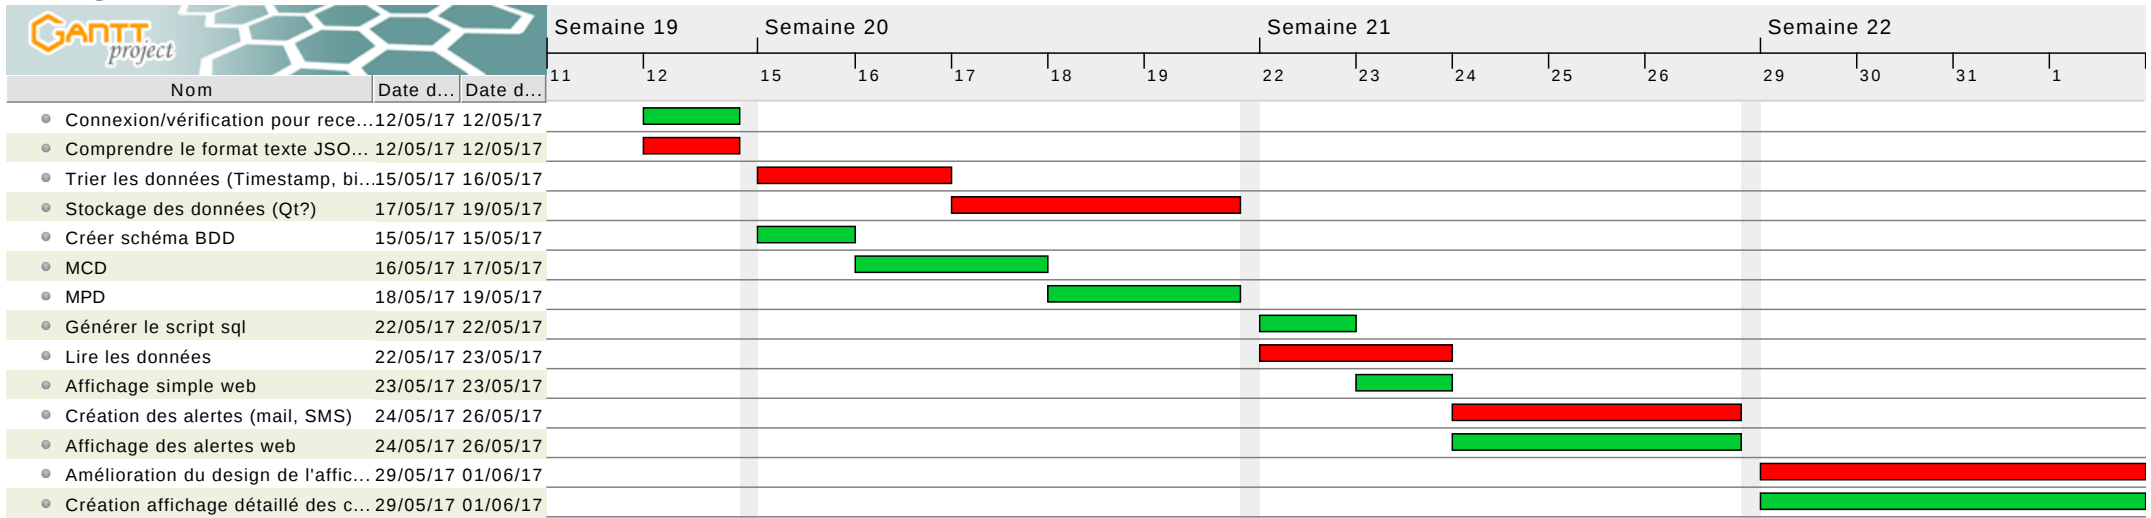 GANTT project
Semaine 19 Semaine 20 Semaine 21 Semaine 22
11 12 15 16 17 18 19 22 23 24 25 26 29 30 31 1
Nom Date d... Date d...
Connexion/vérification pour rece... 12/05/17 12/05/17
Comprendre le format texte JSO... 12/05/17 12/05/17
Trier les données (Timestamp, bi... 15/05/17 16/05/17
Stockage des données (Qt?) 17/05/17 19/05/17
Créer schéma BDD 15/05/17 15/05/17
MCD 16/05/17 17/05/17
MPD 18/05/17 19/05/17
Générer le script sql 22/05/17 22/05/17
Lire les données 22/05/17 23/05/17
Affichage simple web 23/05/17 23/05/17
Création des alertes (mail, SMS) 24/05/17 26/05/17
Affichage des alertes web 24/05/17 26/05/17
Amélioration du design de l'affic... 29/05/17 01/06/17
Création affichage détaillé des c... 29/05/17 01/06/17